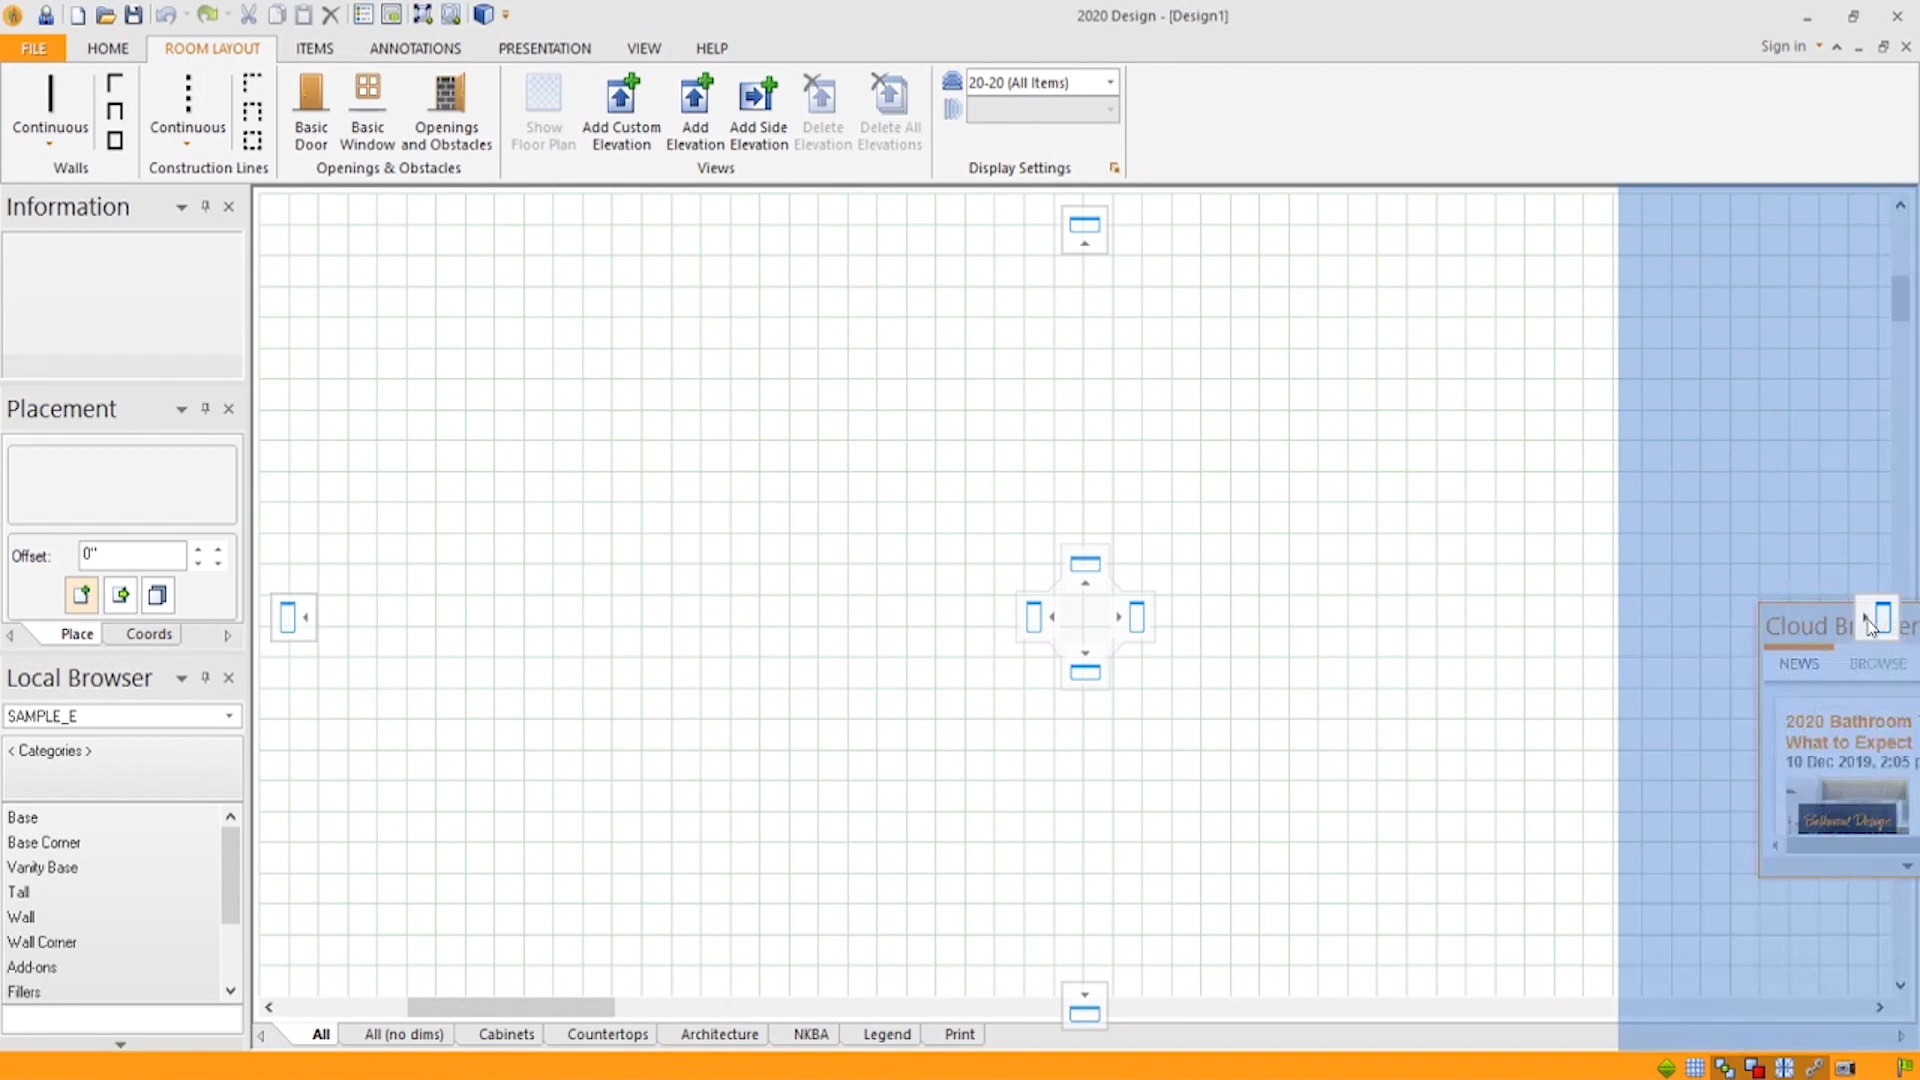 2020 Design - [Design1]
FILE
HOME
ROOM LAYOUT
ITEMS
ANNOTATIONS
PRESENTATION
VIEW
HELP
Sign in
Continuous
Walls
Continuous
Construction Lines
Basic
Door
Basic
Window
Openings
and Obstacles
Openings & Obstacles
Show
Floor Plan
Add Custom
Elevation
Add
Elevation
Add Side
Elevation
Delete
Elevation
Delete All
Elevations
Views
20-20 (All Items)
Display Settings
Information
Placement
Offset:
0"
Place
Coords
Local Browser
SAMPLE_E
< Categories >
Base
Base Corner
Vanity Base
Tall
Wall
Wall Corner
Add-ons
Fillers
Cloud
NEWS
BROWSE
2020 Bathroom
What to Expect
10 Dec 2019, 2:05
Bathroom Design
All
All (no dims)
Cabinets
Countertops
Architecture
NKBA
Legend
Print